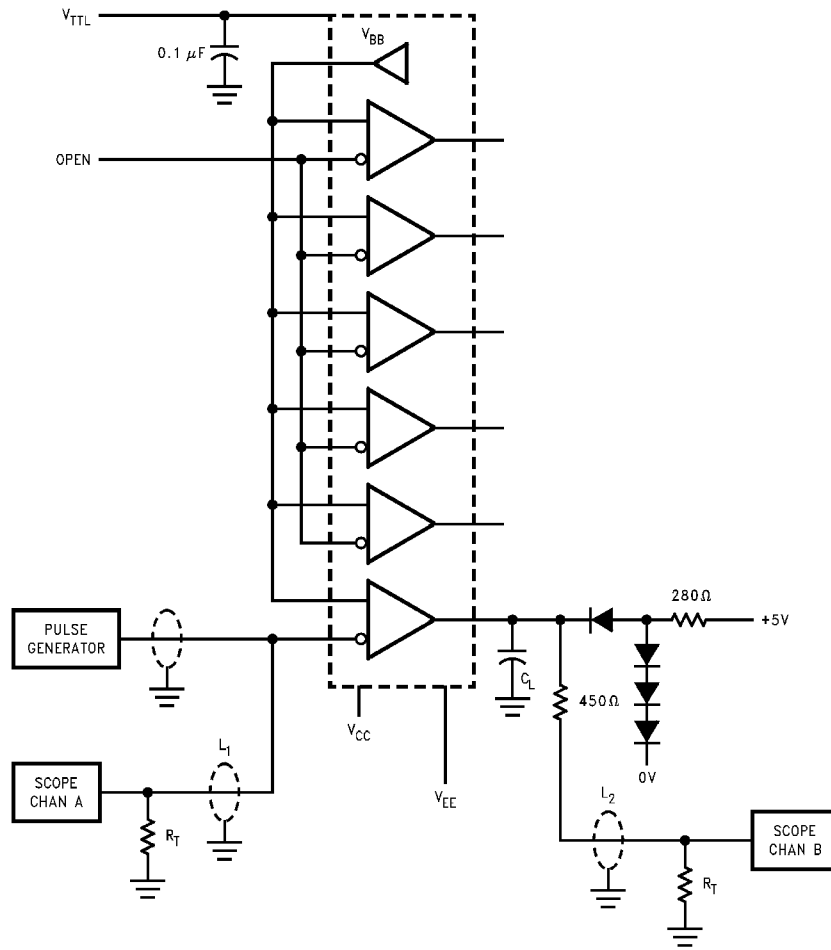 V_TTL
0.1 μF
V_BB
OPEN
PULSE
GENERATOR
280Ω
+5V
C_L
450Ω
V_CC
0V
L_1
SCOPE
CHAN A
V_EE
L_2
R_T
SCOPE
CHAN B
R_T